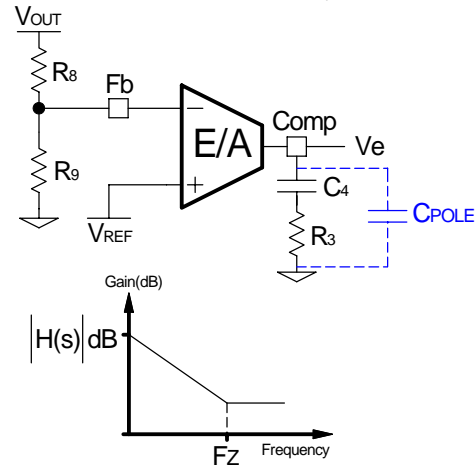 VOUT
R8
Fb
R9
E/A
−
+
VREF
Comp
Ve
C4
R3
CPOLE
Gain(dB)
|H(s)| dB
FZ
Frequency